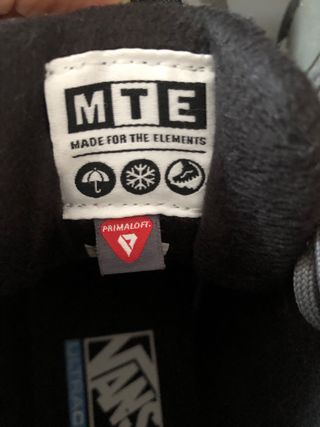 MTE
MADE FOR THE ELEMENTS
PRIMALOFT
VANS